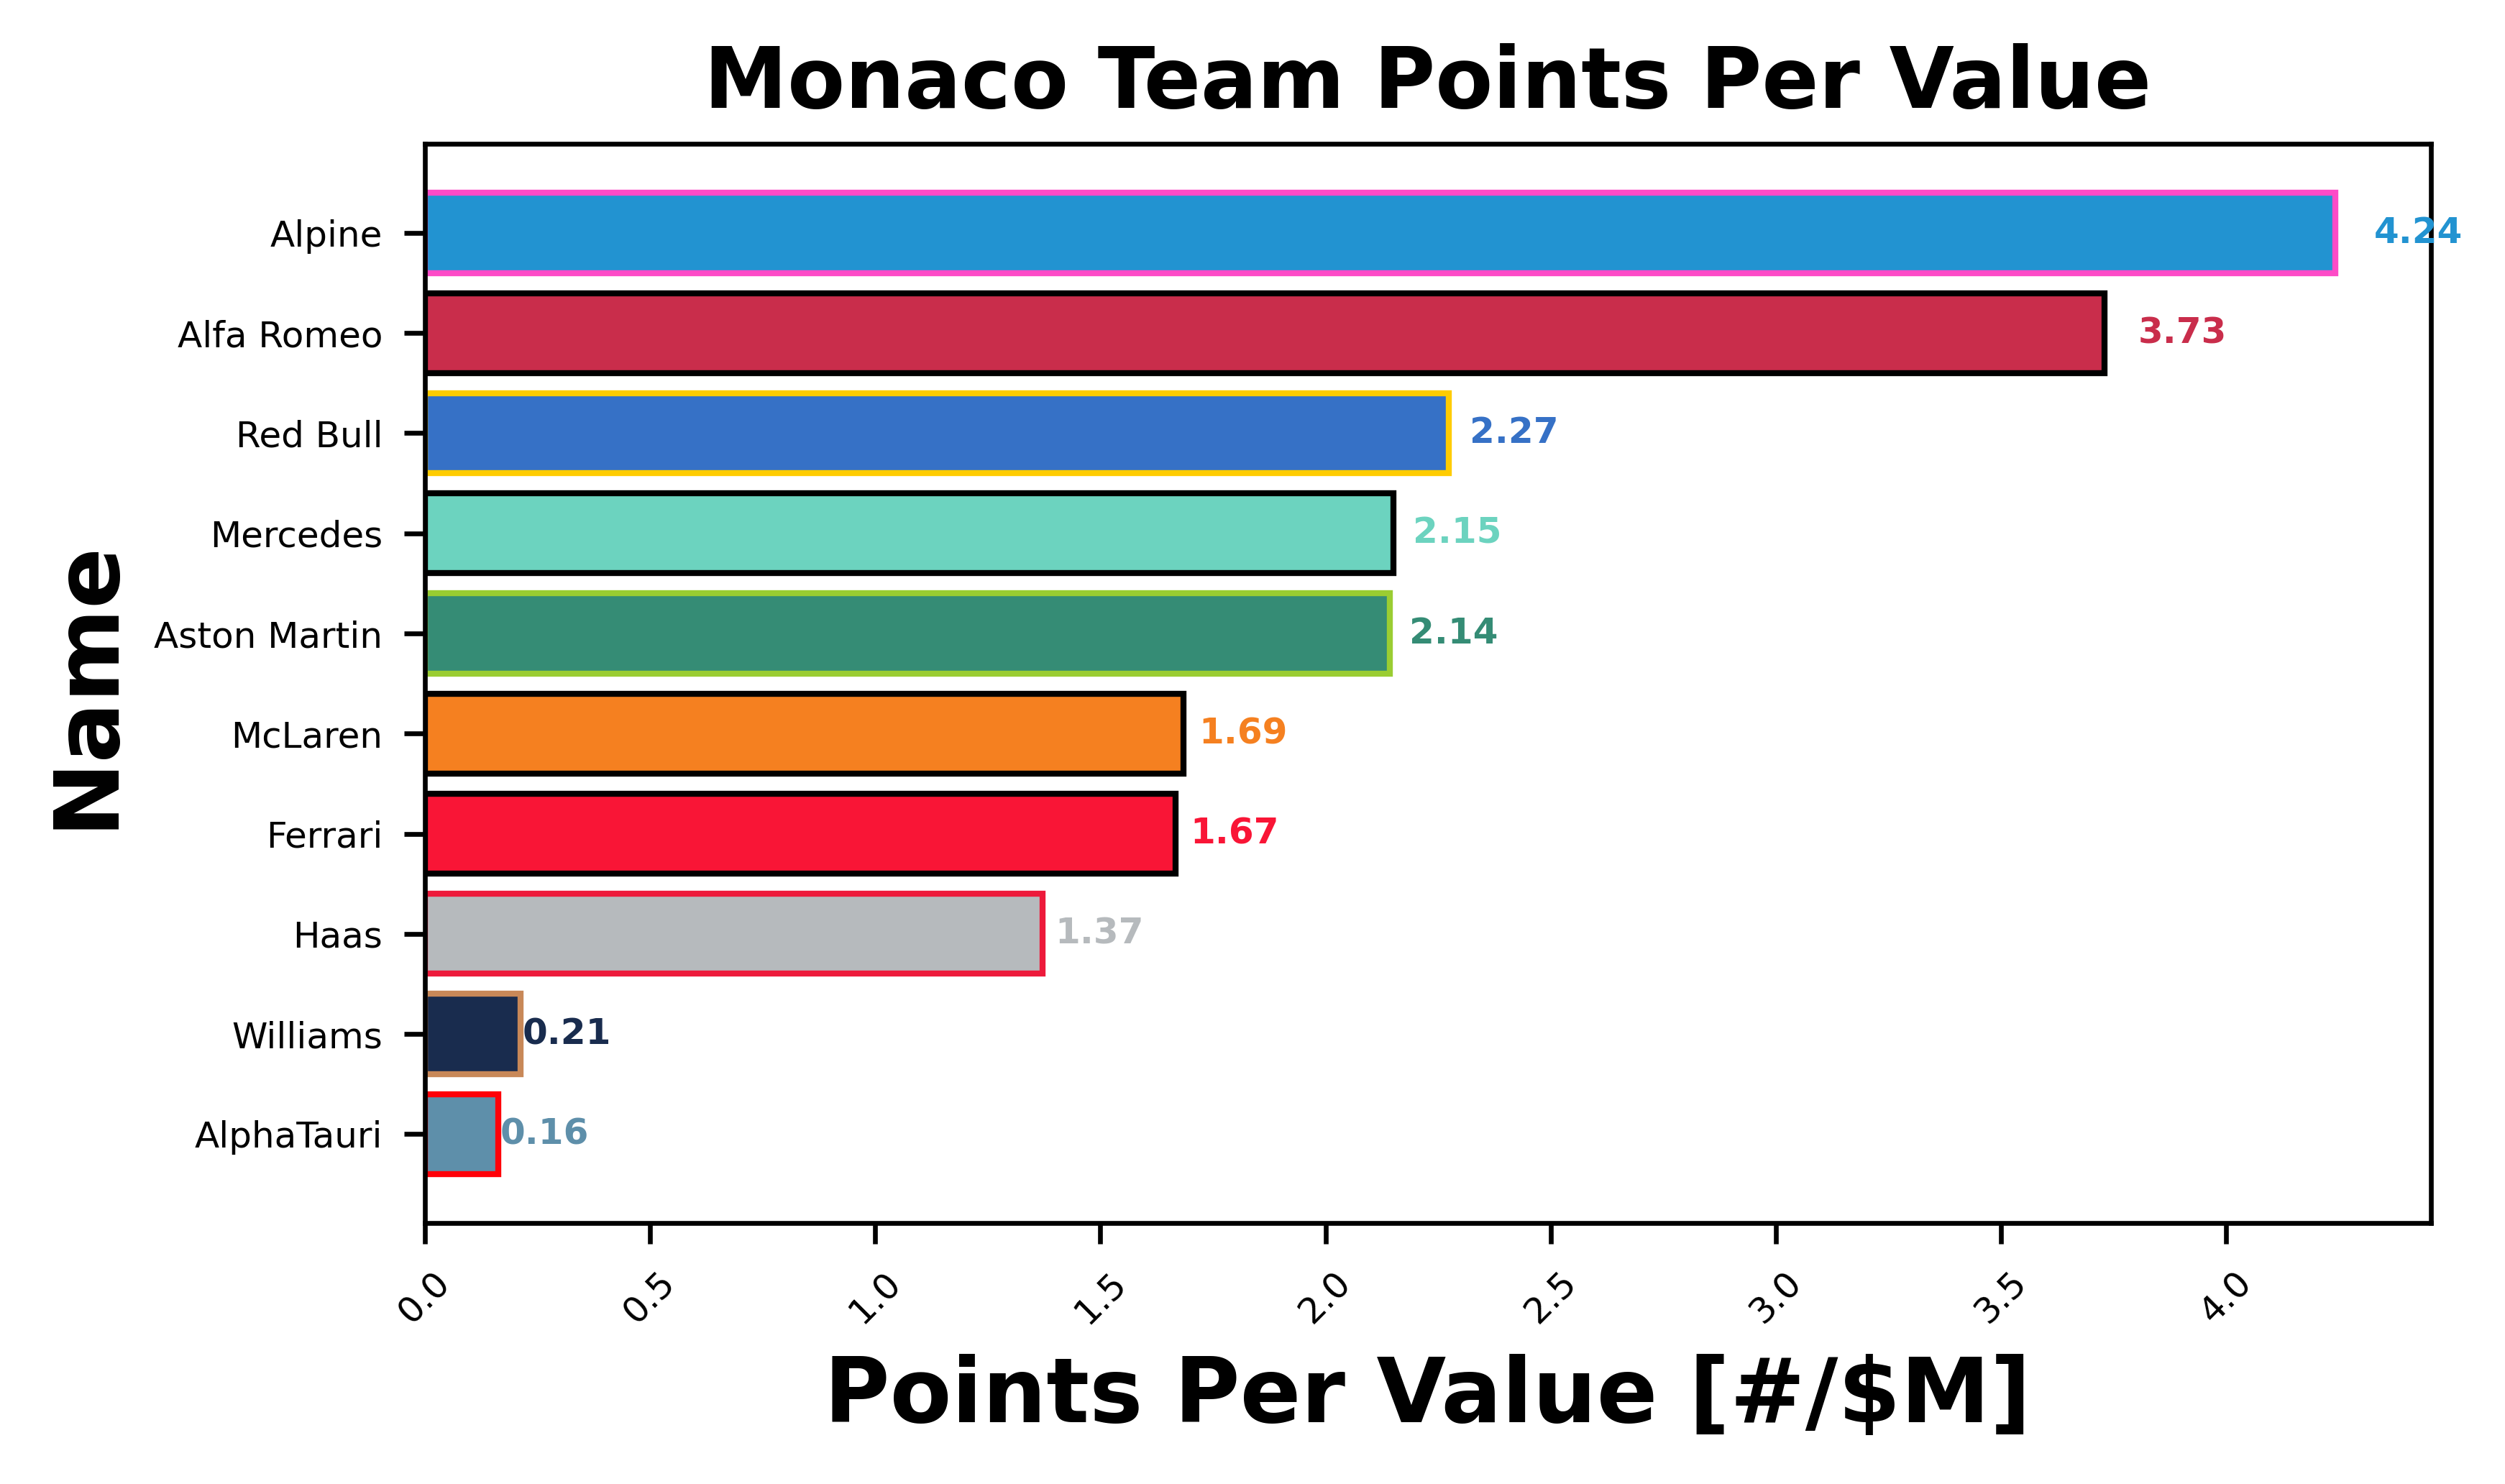 Monaco Team Points Per Value
Name
Alpine 4.24
Alfa Romeo 3.73
Red Bull 2.27
Mercedes 2.15
Aston Martin 2.14
McLaren 1.69
Ferrari 1.67
Haas 1.37
Williams 0.21
AlphaTauri 0.16
0.0 0.5 1.0 1.5 2.0 2.5 3.0 3.5 4.0
Points Per Value [#/$M]